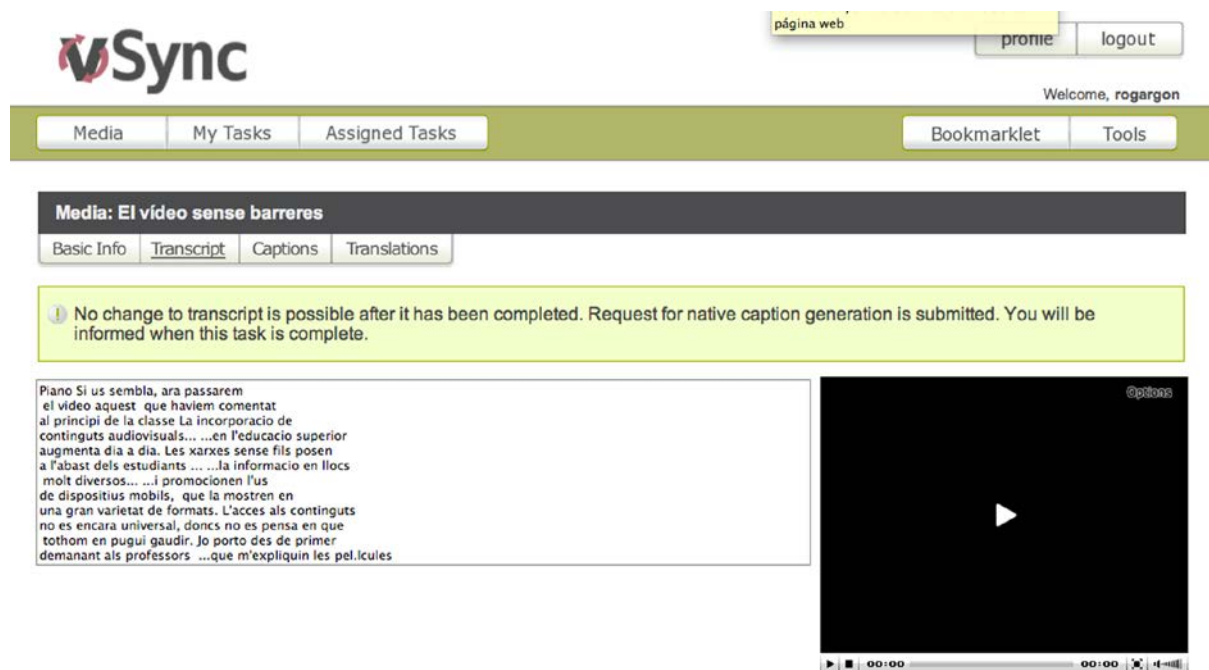 página web
vSync
profile logout
Welcome, rogargon
Media My Tasks Assigned Tasks Bookmarklet Tools
Media: El vídeo sense barreres
Basic Info Transcript Captions Translations
No change to transcript is possible after it has been completed. Request for native caption generation is submitted. You will be
informed when this task is complete.
Piano Si us sembla, ara passarem
el video aquest que haviem comentat
al principi de la classe La incorporacio de
continguts audiovisuals... ...en l'educacio superior
augmenta dia a dia. Les xarxes sense fils posen
a l'abast dels estudiants ... ...la informacio en llocs
molt diversos... ...i promocionen l'us
de dispositius mobils, que la mostren en
una gran varietat de formats. L'acces als continguts
no es encara universal, doncs no es pensa en que
tothom en pugui gaudir. Jo porto des de primer
demanant als professors ...que m'expliquin les pel.lcules
Options
00:00 00:00